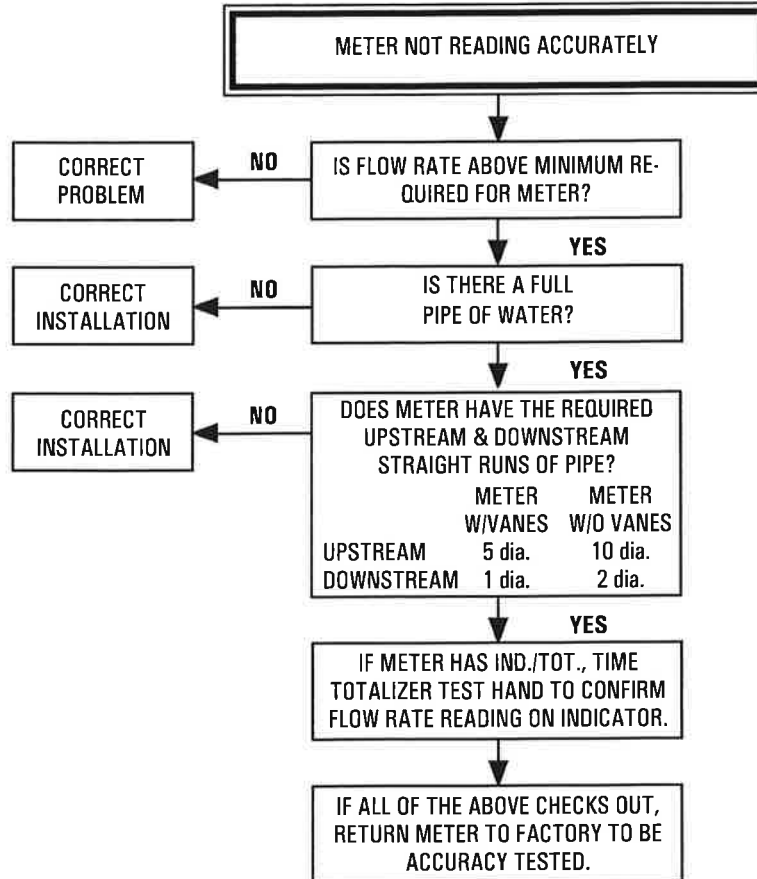 METER NOT READING ACCURATELY
CORRECT
PROBLEM
NO
IS FLOW RATE ABOVE MINIMUM RE-
QUIRED FOR METER?
YES
CORRECT
INSTALLATION
NO
IS THERE A FULL
PIPE OF WATER?
YES
CORRECT
INSTALLATION
NO
DOES METER HAVE THE REQUIRED
UPSTREAM & DOWNSTREAM
STRAIGHT RUNS OF PIPE?
METER METER
W/VANES W/O VANES
UPSTREAM 5 dia. 10 dia.
DOWNSTREAM 1 dia. 2 dia.
YES
IF METER HAS IND./TOT., TIME
TOTALIZER TEST HAND TO CONFIRM
FLOW RATE READING ON INDICATOR.
IF ALL OF THE ABOVE CHECKS OUT,
RETURN METER TO FACTORY TO BE
ACCURACY TESTED.